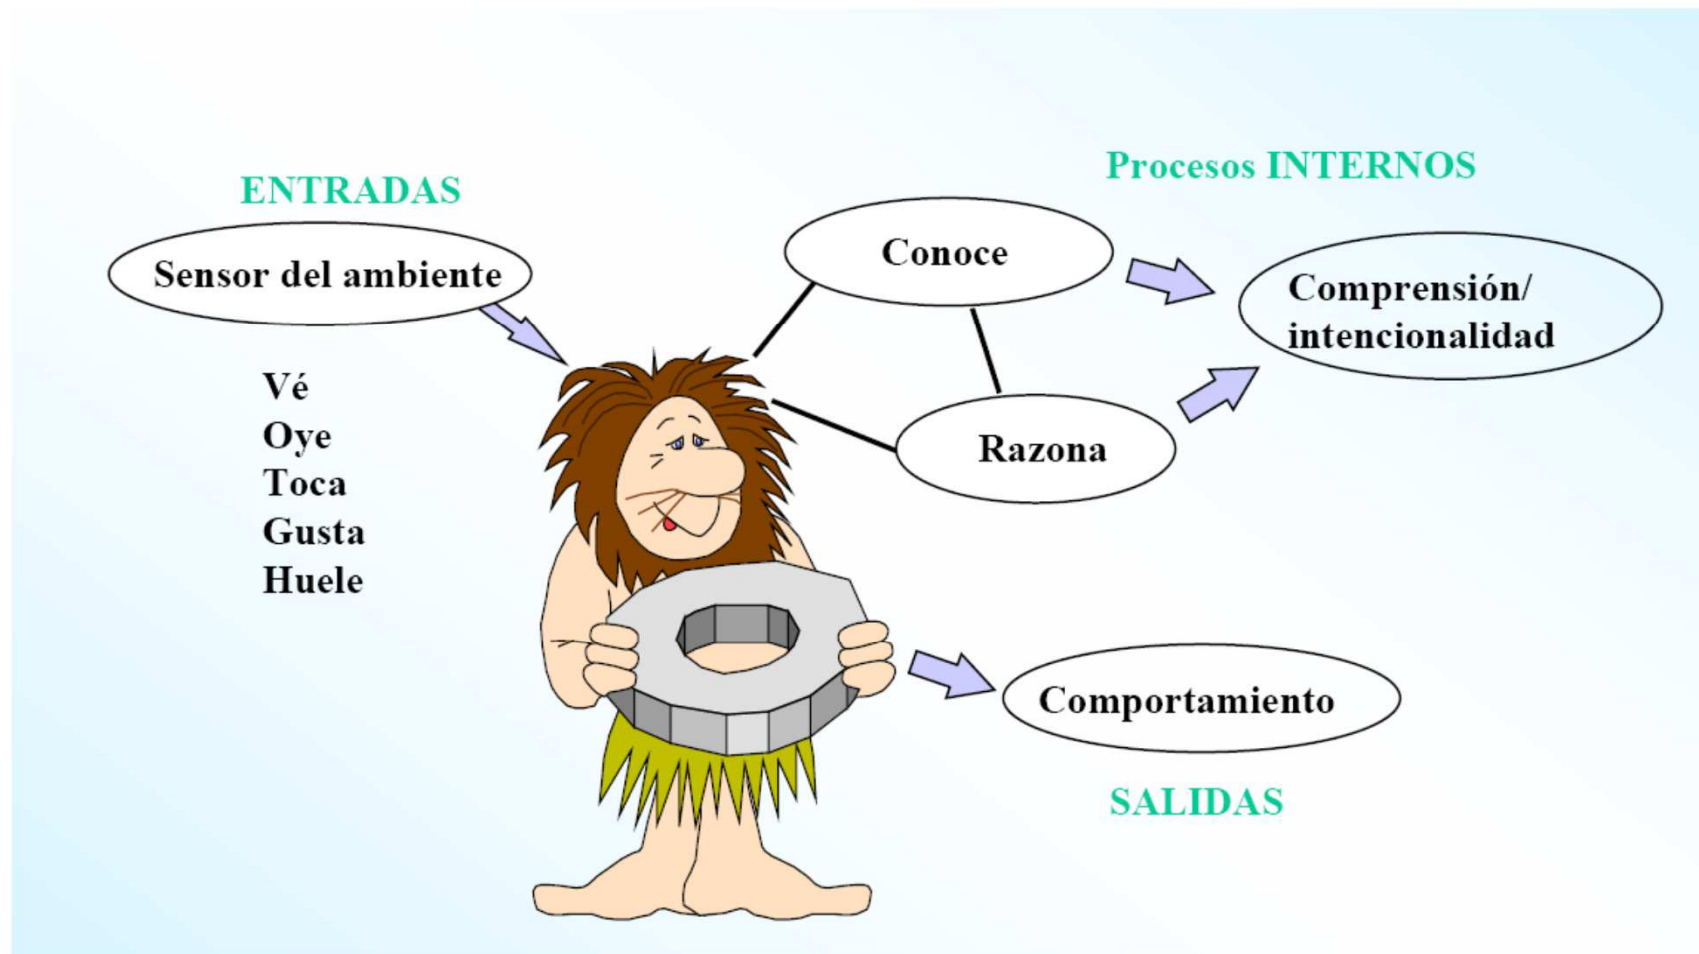 ENTRADAS
Sensor del ambiente
Vé
Oye
Toca
Gusta
Huele
Procesos INTERNOS
Conoce
Razona
Comprensión/
intencionalidad
Comportamiento
SALIDAS